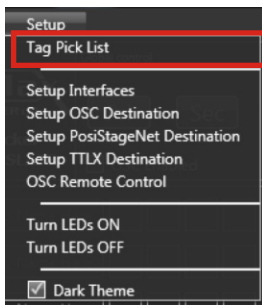 Setup
Tag Pick List
Setup Interfaces
Setup OSC Destination
Setup PosiStageNet Destination
Setup TTLX Destination
OSC Remote Control
Turn LEDs ON
Turn LEDs OFF
Dark Theme